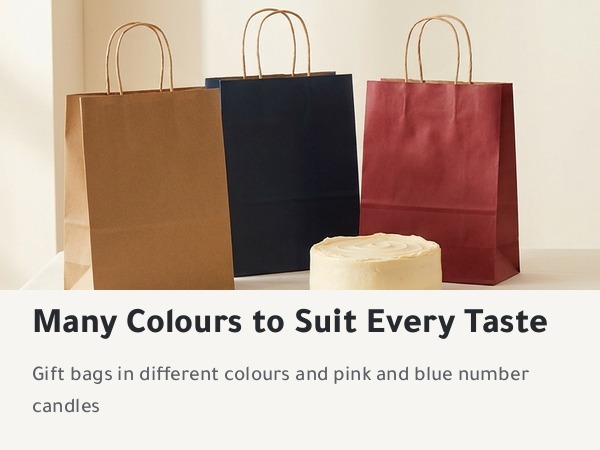 Many Colours to Suit Every Taste
Gift bags in different colours and pink and blue number
candles